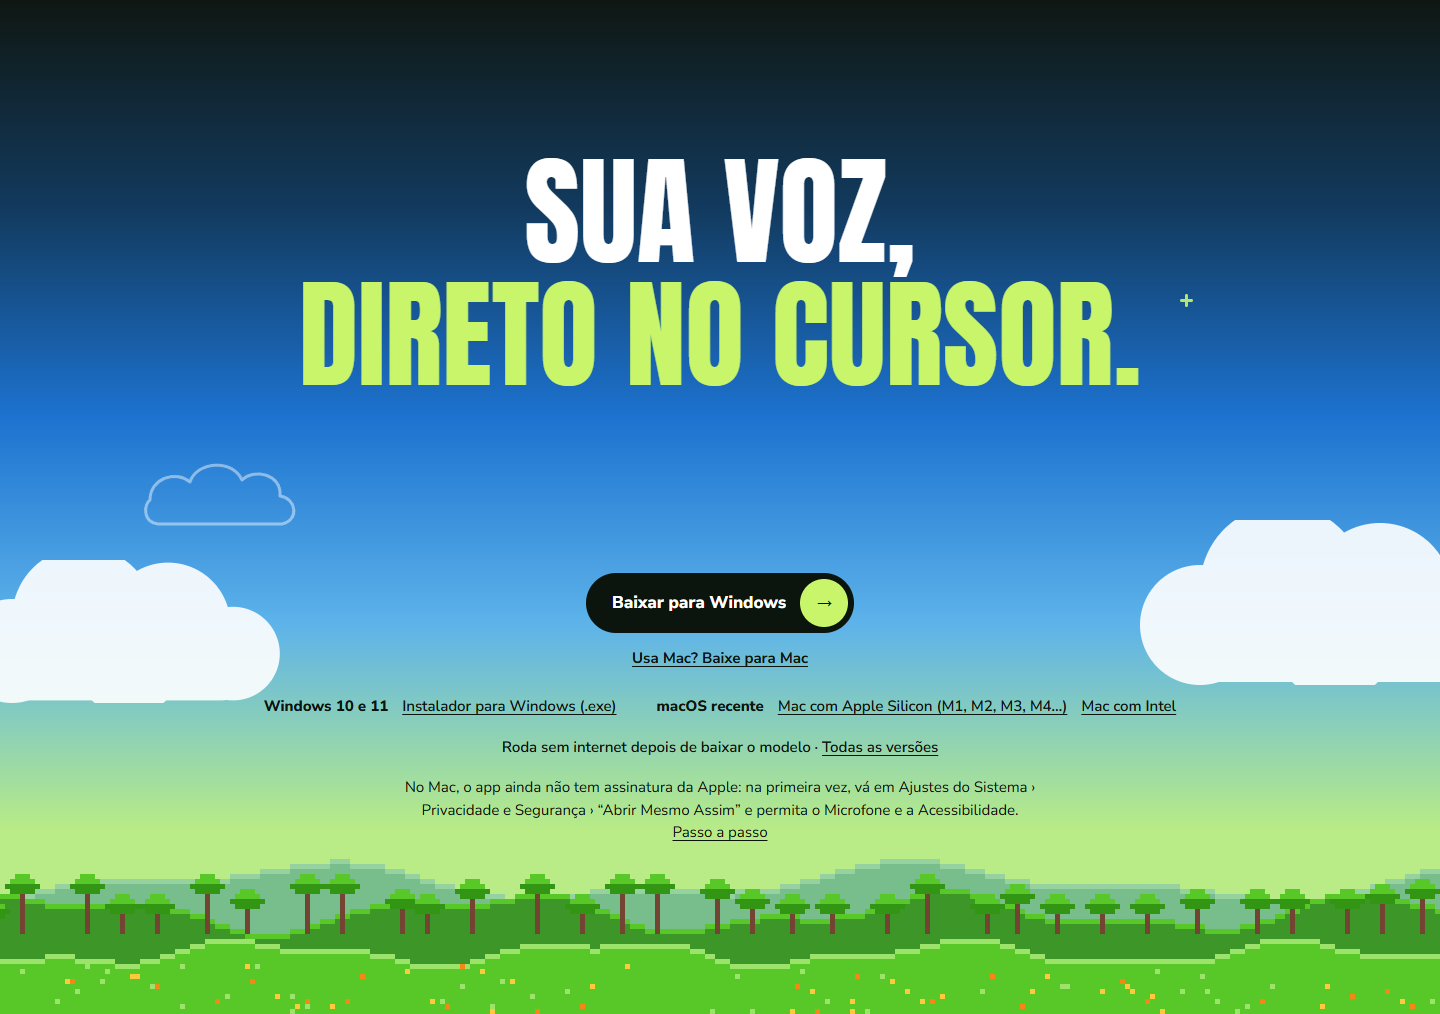 SUA VOZ,
DIRETO NO CURSOR.
Baixar para Windows →
Usa Mac? Baixe para Mac
Windows 10 e 11 Instalador para Windows (.exe) macOS recente Mac com Apple Silicon (M1, M2, M3, M4...) Mac com Intel
Roda sem internet depois de baixar o modelo · Todas as versões
No Mac, o app ainda não tem assinatura da Apple: na primeira vez, vá em Ajustes do Sistema ›
Privacidade e Segurança › “Abrir Mesmo Assim” e permita o Microfone e a Acessibilidade.
Passo a passo